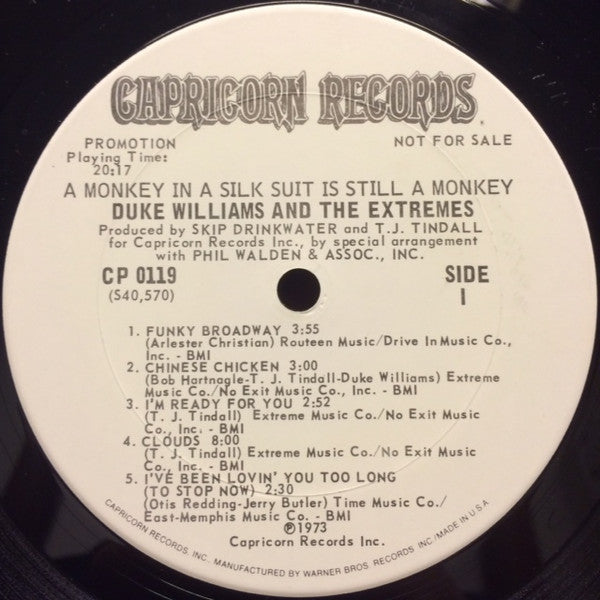 CAPRICORN RECORDS
PROMOTION
NOT FOR SALE
Playing Time:
20:17
A MONKEY IN A SILK SUIT IS STILL A MONKEY
DUKE WILLIAMS AND THE EXTREMES
Produced by SKIP DRINKWATER and T.J. TINDALL
for Capricorn Records Inc., by special arrangement
with PHIL WALDEN & ASSOC., INC.
CP 0119
(S40,570)
SIDE
I
1. FUNKY BROADWAY 3:55
(Arlester Christian) Routeen Music/Drive In Music Co.,
Inc. - BMI
2. CHINESE CHICKEN 3:00
(Bob Hartnagle-T. J. Tindall-Duke Williams) Extreme
Music Co./No Exit Music Co., Inc. - BMI
3. I'M READY FOR YOU 2:52
(T. J. Tindall) Extreme Music Co./No Exit Music
Co., Inc. - BMI
4. CLOUDS 8:00
(T. J. Tindall) Extreme Music Co./No Exit Music
Co., Inc. - BMI
5. I'VE BEEN LOVIN' YOU TOO LONG
(TO STOP NOW) 2:30
(Otis Redding-Jerry Butler) Time Music Co./
East-Memphis Music Co. - BMI
℗1973
Capricorn Records Inc.
CAPRICORN RECORDS, INC. MANUFACTURED BY WARNER BROS. RECORDS INC./MADE IN U.S.A